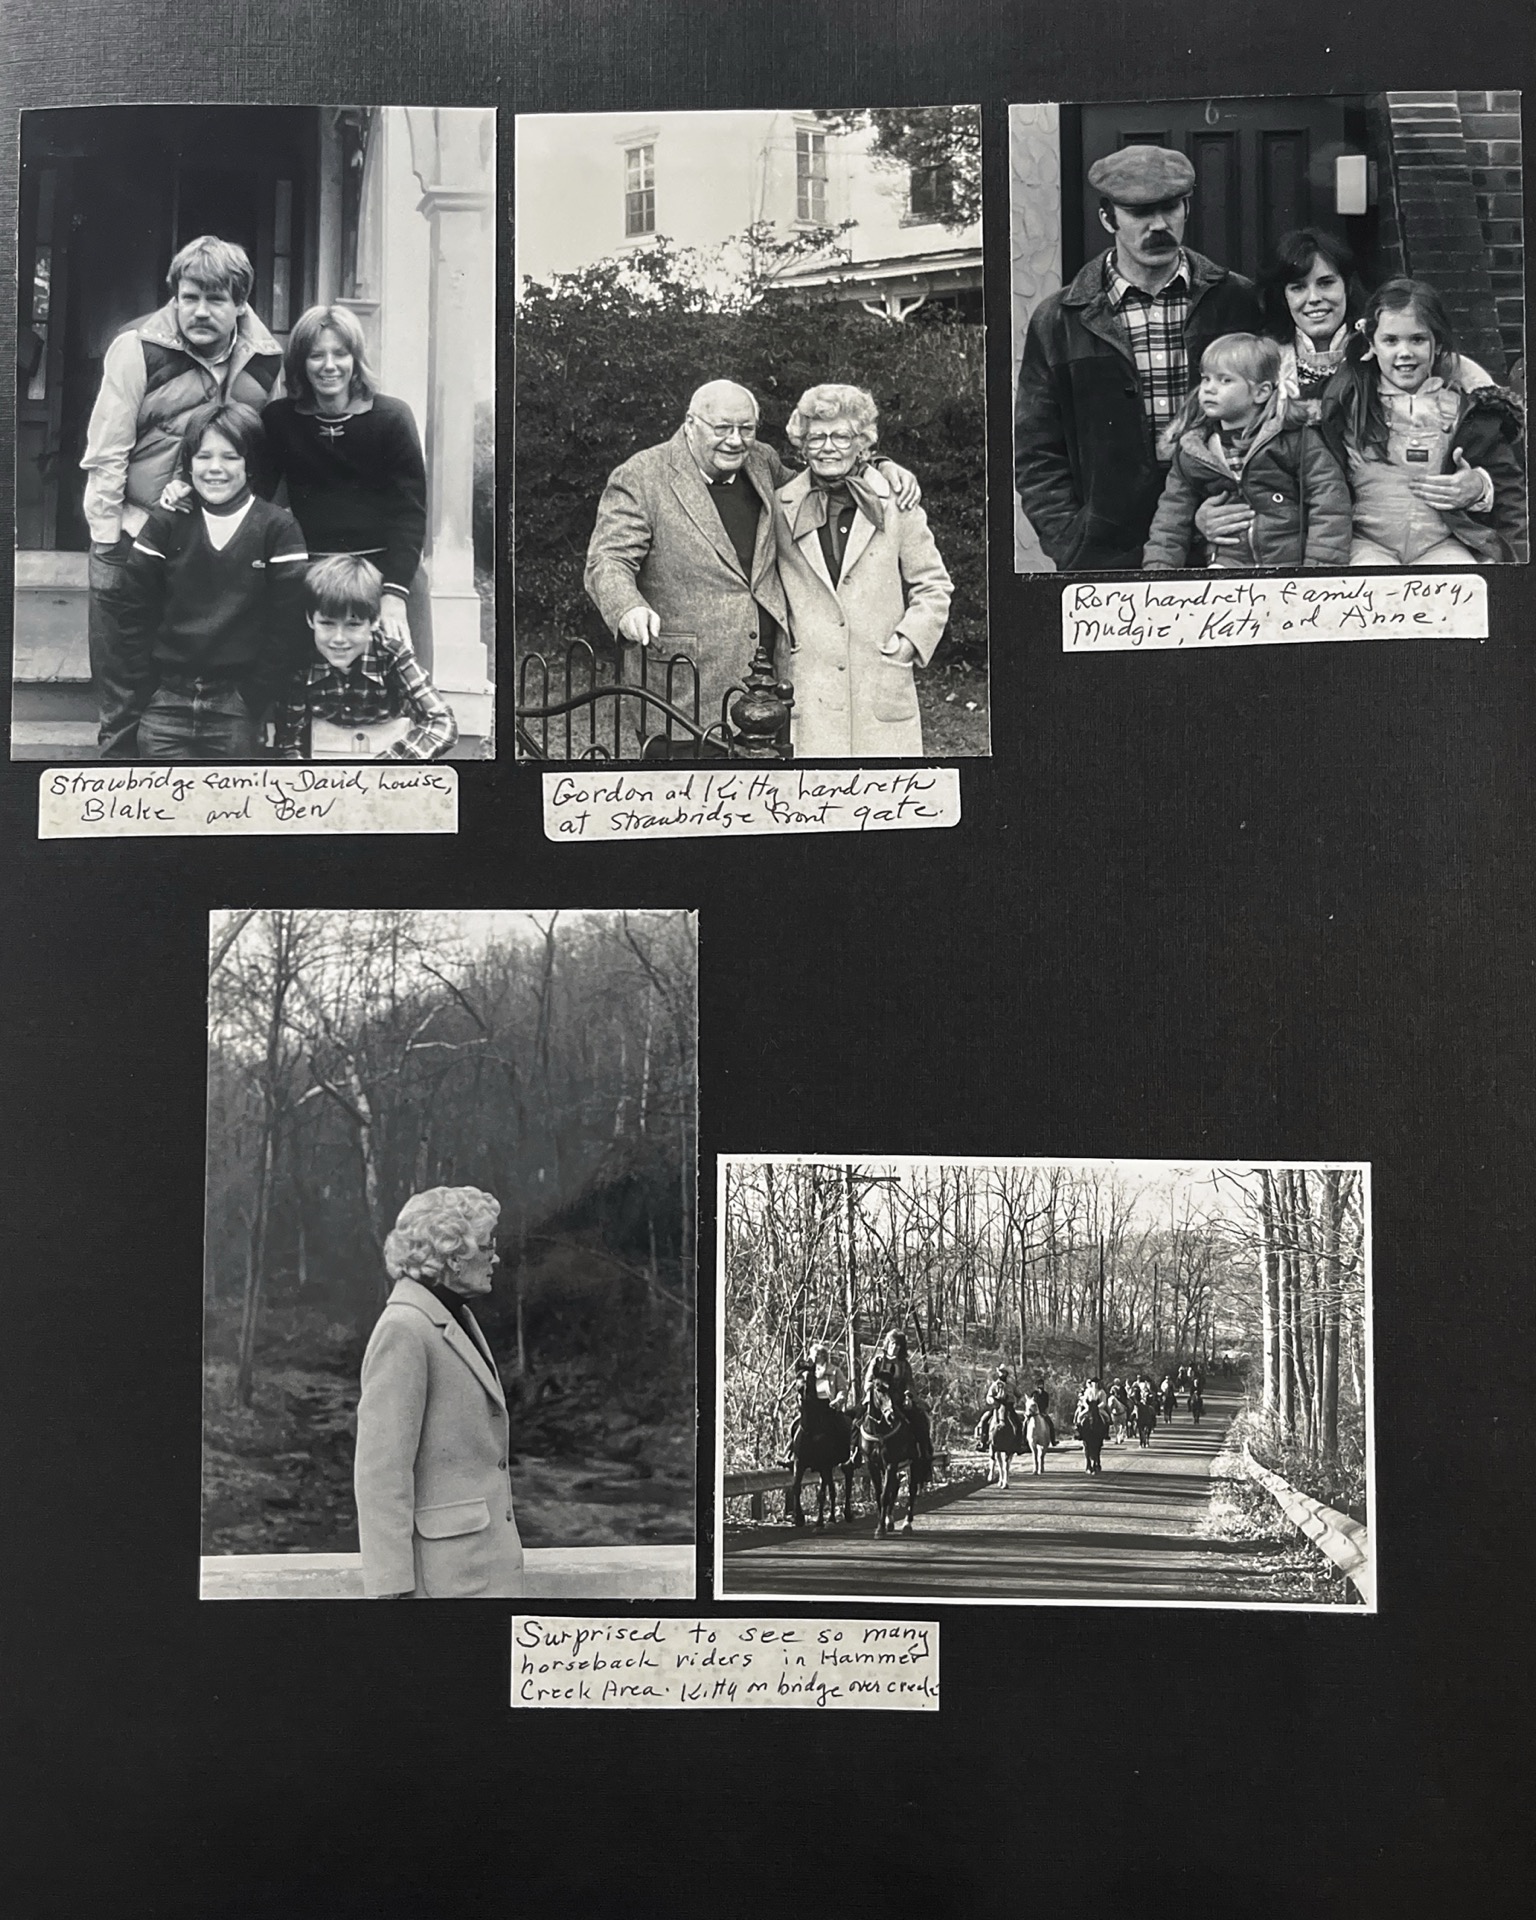 Strawbridge family-David, Louise,
Blake and Ben
Gordon and Kitty Landreth
at Strawbridge front gate.
Rory Landreth family - Rory,
'Mudgie', 'Katy' and Anne.
Surprised to see so many
horseback riders in Hammer
Creek Area. Kitty on bridge over creek
6